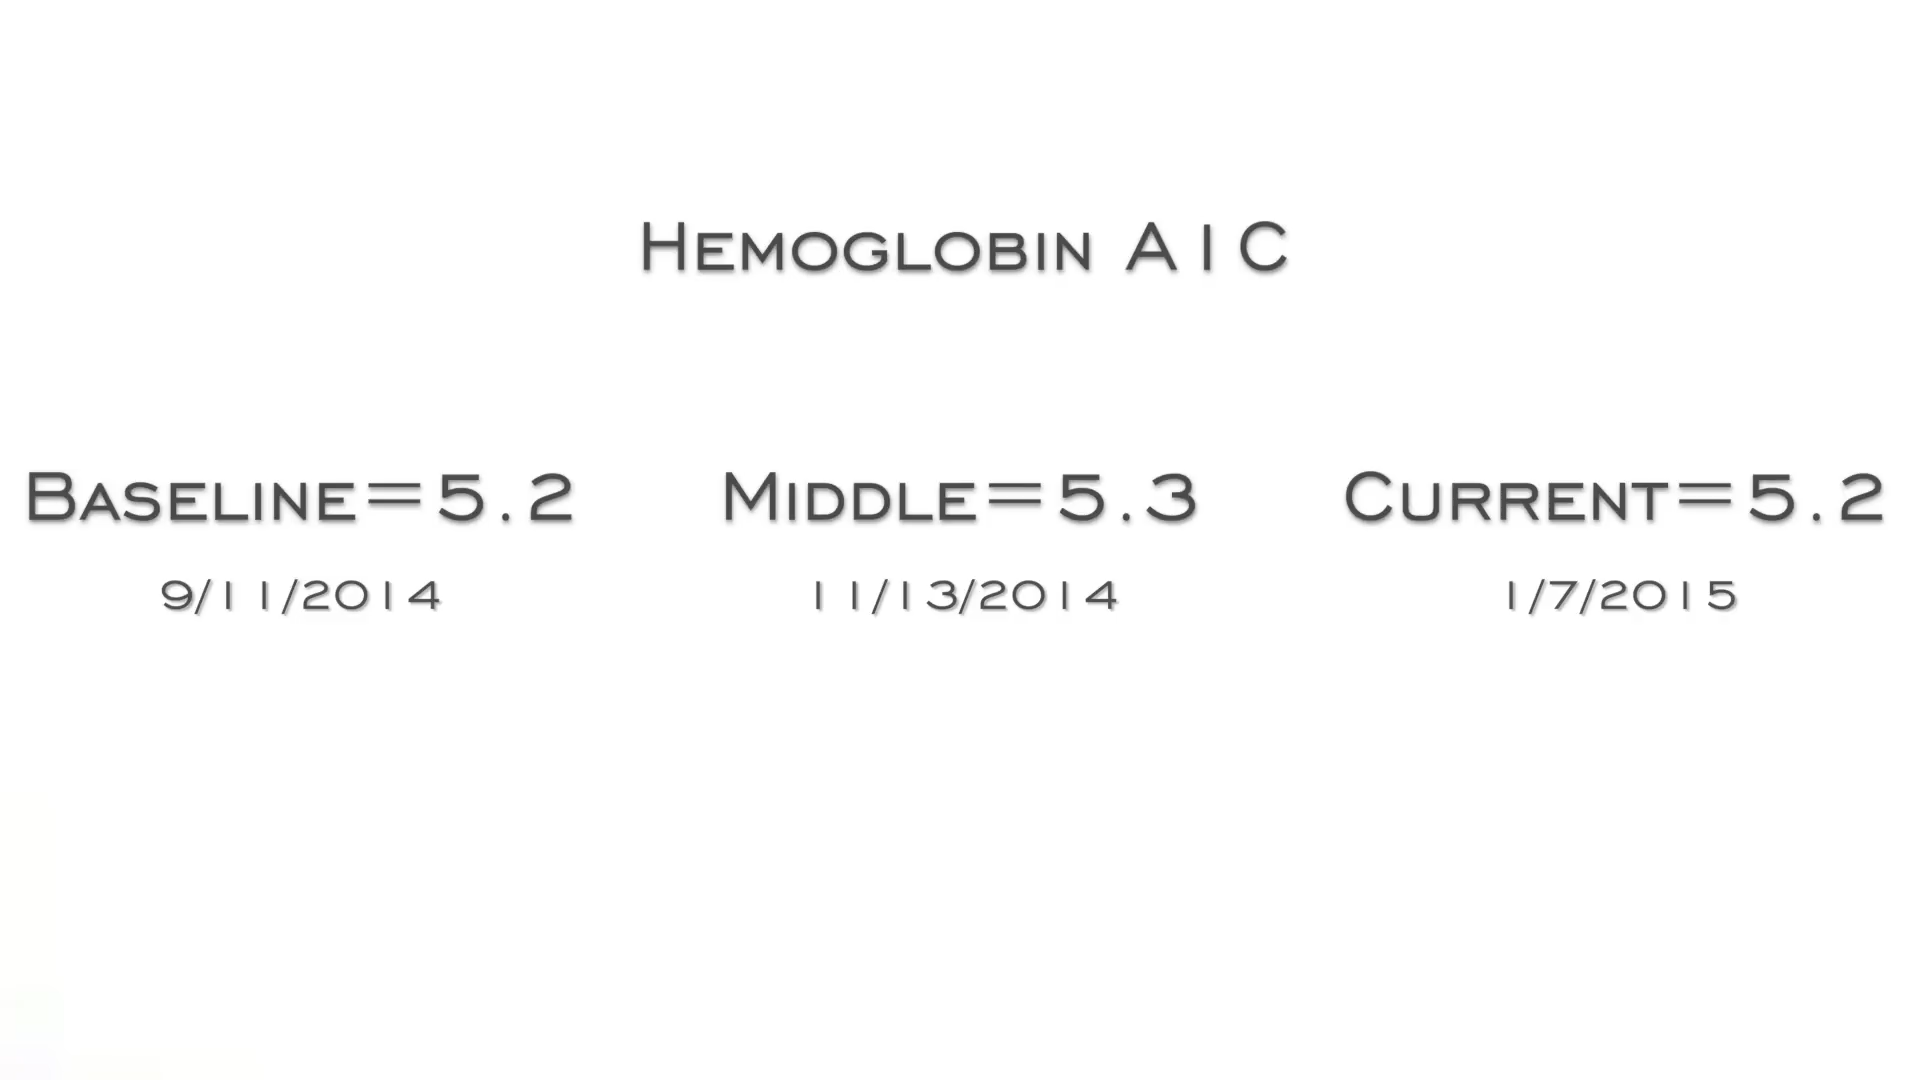 Hemoglobin A1C
Baseline=5.2 Middle=5.3 Current=5.2
9/11/2014 11/13/2014 1/7/2015